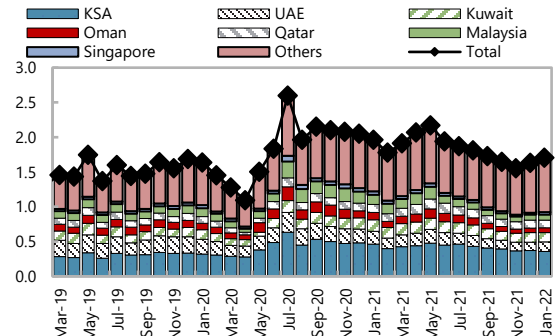 KSA UAE Kuwait
Oman Qatar Malaysia
Singapore Others Total
3.0
2.5
2.0
1.5
1.0
0.5
0.0
Mar-19 May-19 Jul-19 Sep-19 Nov-19 Jan-20 Mar-20 May-20 Jul-20 Sep-20 Nov-20 Jan-21 Mar-21 May-21 Jul-21 Sep-21 Nov-21 Jan-22